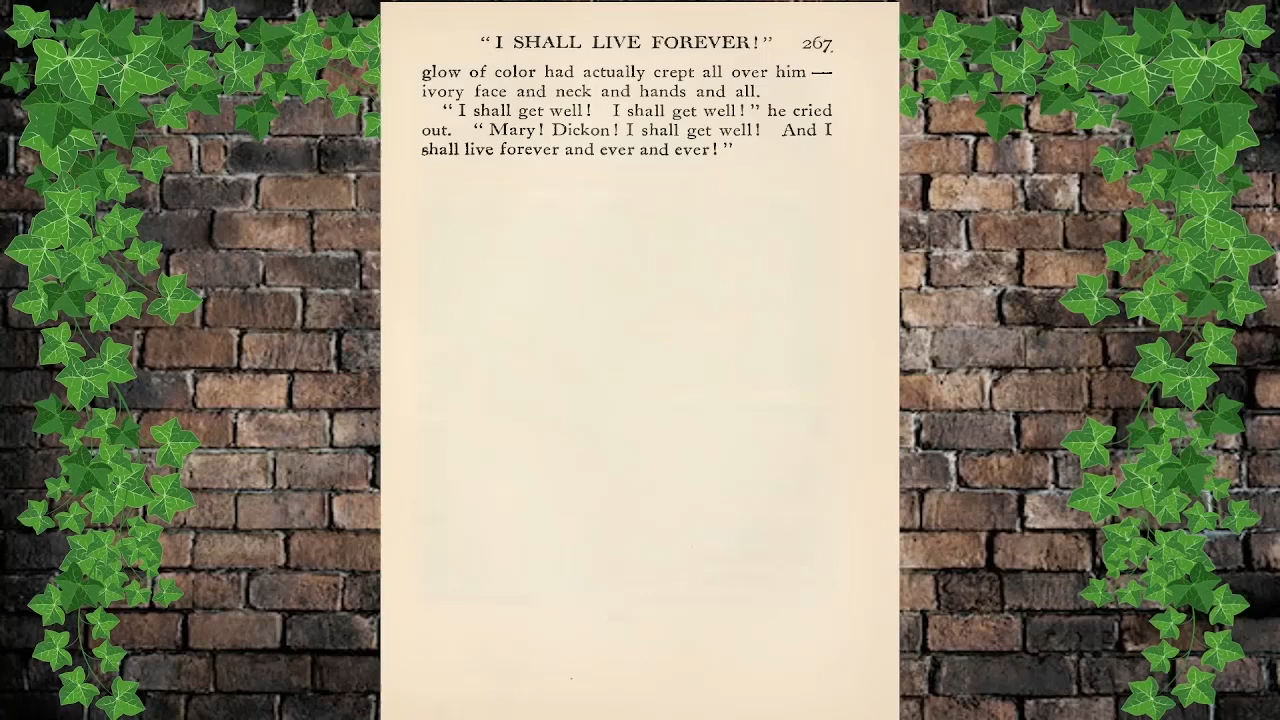 “I SHALL LIVE FOREVER!” 267
glow of color had actually crept all over him —
ivory face and neck and hands and all.
“ I shall get well! I shall get well! ” he cried
out. “ Mary! Dickon! I shall get well! And I
shall live forever and ever and ever! ”